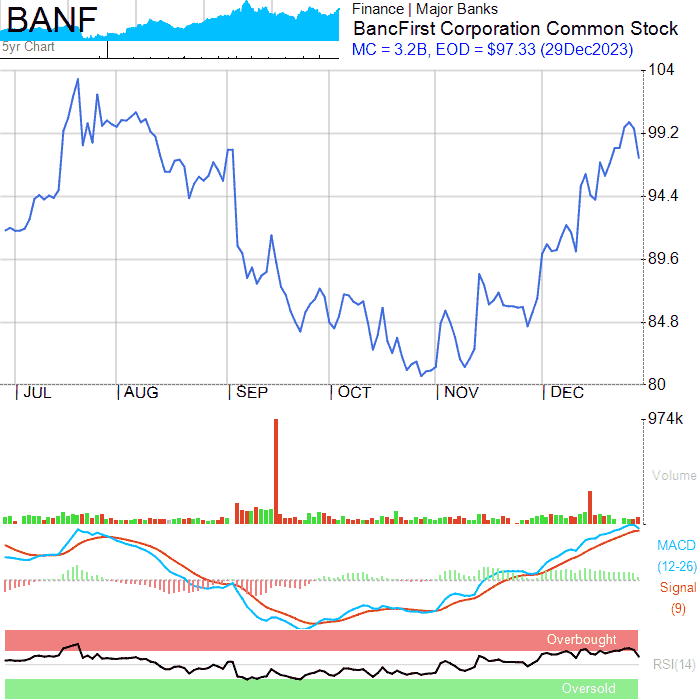 BANF
5yr Chart
Finance | Major Banks
BancFirst Corporation Common Stock
MC = 3.2B, EOD = $97.33 (29Dec2023)
104
99.2
94.4
89.6
84.8
80
JUL AUG SEP OCT NOV DEC
974k
Volume
MACD
(12-26)
Signal
(9)
Overbought
RSI(14)
Oversold